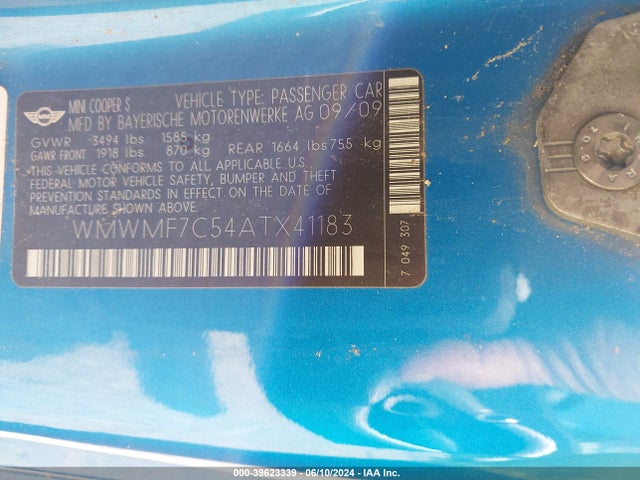 MINI
MINI COOPER S VEHICLE TYPE: PASSENGER CAR
MFD BY BAYERISCHE MOTORENWERKE AG 09/09
GVWR 3494 lbs 1585 kg
GAWR FRONT 1918 lbs 870 kg REAR 1664 lbs 755 kg
THIS VEHICLE CONFORMS TO ALL APPLICABLE U.S.
FEDERAL MOTOR VEHICLE SAFETY, BUMPER AND THEFT
PREVENTION STANDARDS IN EFFECT ON THE DATE OF
MANUFACTURE SHOWN ABOVE.
WMWMF7C54ATX41183
7 049 307
000-39623339 - 06/10/2024 - IAA Inc.